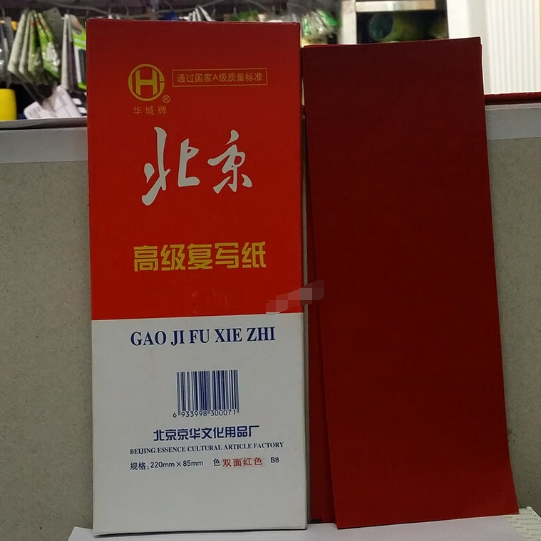 通过国家A级质量标准
H®
华城牌
北京
高级复写纸
GAO JI FU XIE ZHI
6 933998 300071
北京京华文化用品厂
BEIJING ESSENCE CULTURAL ARTICLE FACTORY
规格:220mm×85mm 色 双面红色 B8